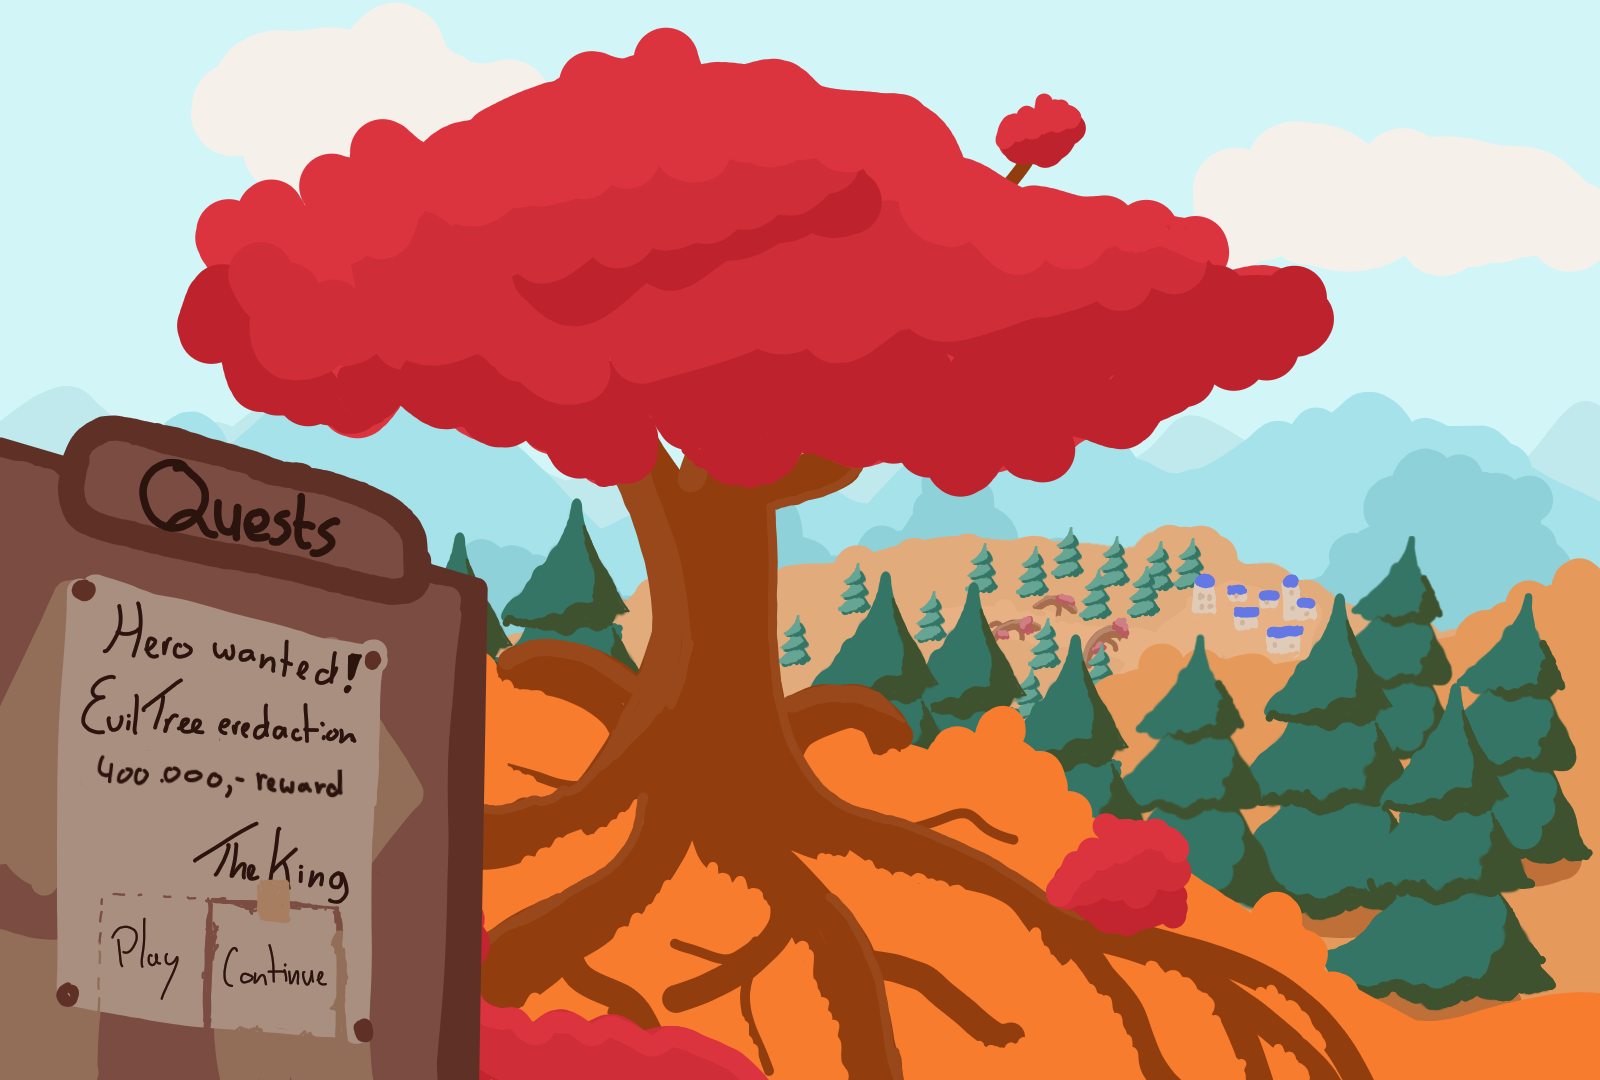 Quests
Hero wanted!
Evil Tree eredaction
400.000,- reward
The King
Play
Continue